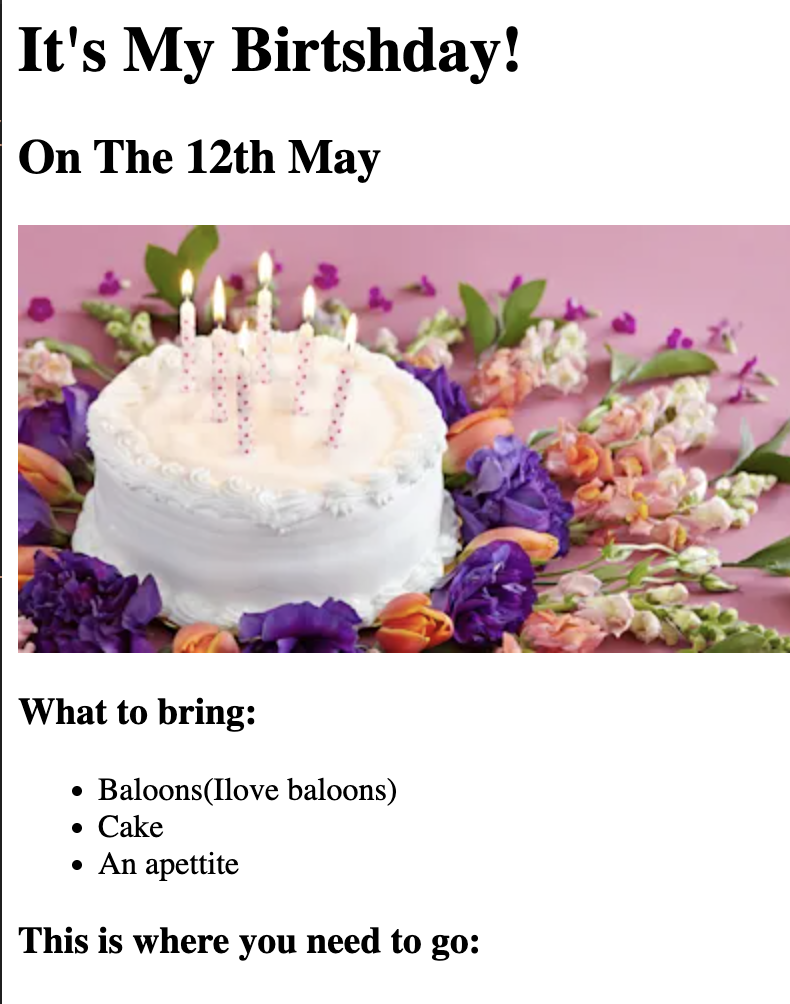 It's My Birtshday!
On The 12th May
What to bring:
Baloons(Ilove baloons)
Cake
An apettite
This is where you need to go: